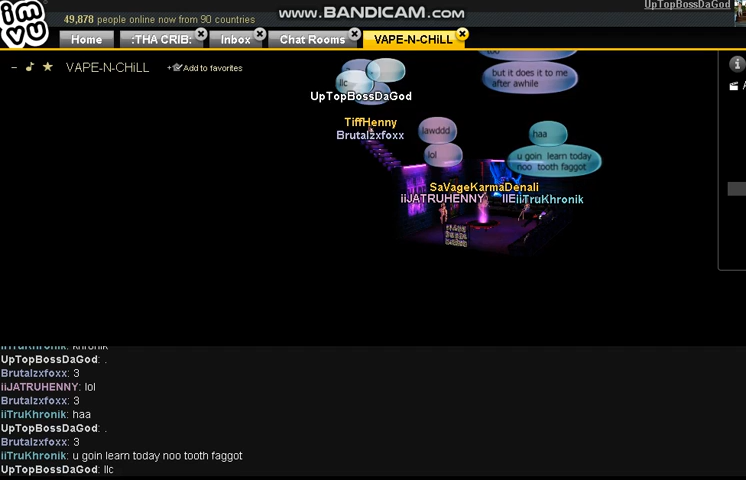 www.BANDICAM.com
UpTopBossDaGod
imvu
49,878 people online now from 90 countries
Home
:THA CRIB:
Inbox
Chat Rooms
VAPE-N-CHiLL
VAPE-N-CHiLL
+ Add to favorites
but it does it to me
after awhile
llc
UpTopBossDaGod
TiffHenny
Brutalzxfoxx
lawddd
lol
haa
u goin learn today
noo tooth faggot
SaVageKarmaDenali
iiJATRUHENNY
iiTruKhronik
iiTruKhronik: khronik
UpTopBossDaGod: .
Brutalzxfoxx: 3
iiJATRUHENNY: lol
Brutalzxfoxx: 3
iiTruKhronik: haa
UpTopBossDaGod: .
Brutalzxfoxx: 3
iiTruKhronik: u goin learn today noo tooth faggot
UpTopBossDaGod: llc